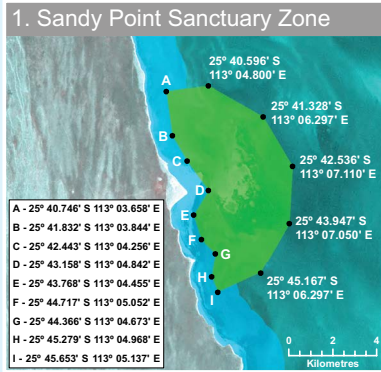 1. Sandy Point Sanctuary Zone
A
25º 40.596' S
113º 04.800' E
25º 41.328' S
113º 06.297' E
B
C
25º 42.536' S
113º 07.110' E
D
E
25º 43.947' S
113º 07.050' E
F
G
25º 45.167' S
113º 06.297' E
H
I
A - 25º 40.746' S 113º 03.658' E
B - 25º 41.832' S 113º 03.844' E
C - 25º 42.443' S 113º 04.256' E
D - 25º 43.158' S 113º 04.842' E
E - 25º 43.768' S 113º 04.455' E
F - 25º 44.717' S 113º 05.052' E
G - 25º 44.366' S 113º 04.673' E
H - 25º 45.279' S 113º 04.968' E
I - 25º 45.653' S 113º 05.137' E
0 2 4
Kilometres